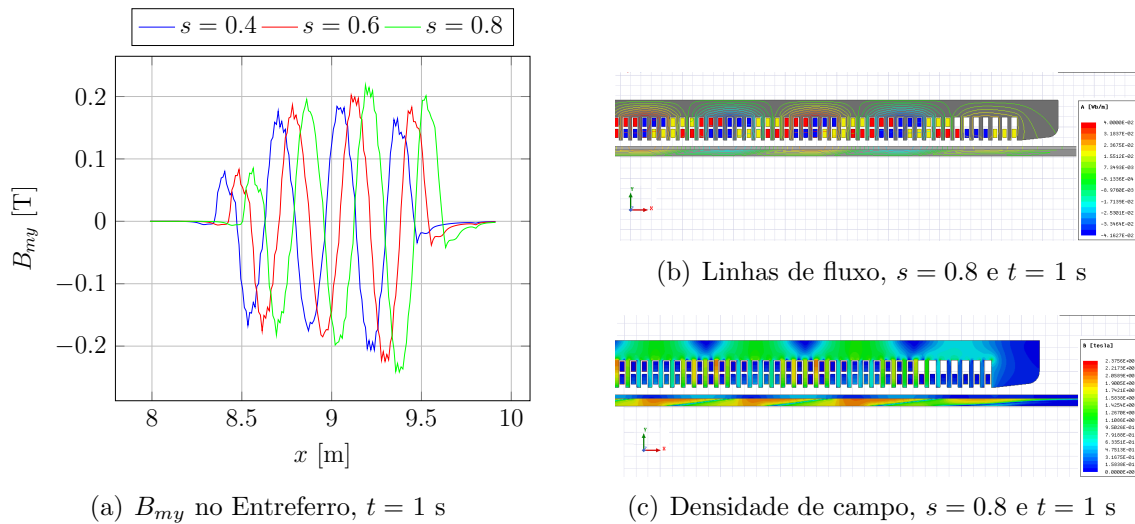 s = 0.4 s = 0.6 s = 0.8
0.2
0.1
0
−0.1
−0.2
B_my [T]
8 8.5 9 9.5 10
x [m]
(a) B_my no Entreferro, t = 1 s
A [Wb/m]
Y
X
(b) Linhas de fluxo, s = 0.8 e t = 1 s
B [tesla]
Y
X
(c) Densidade de campo, s = 0.8 e t = 1 s